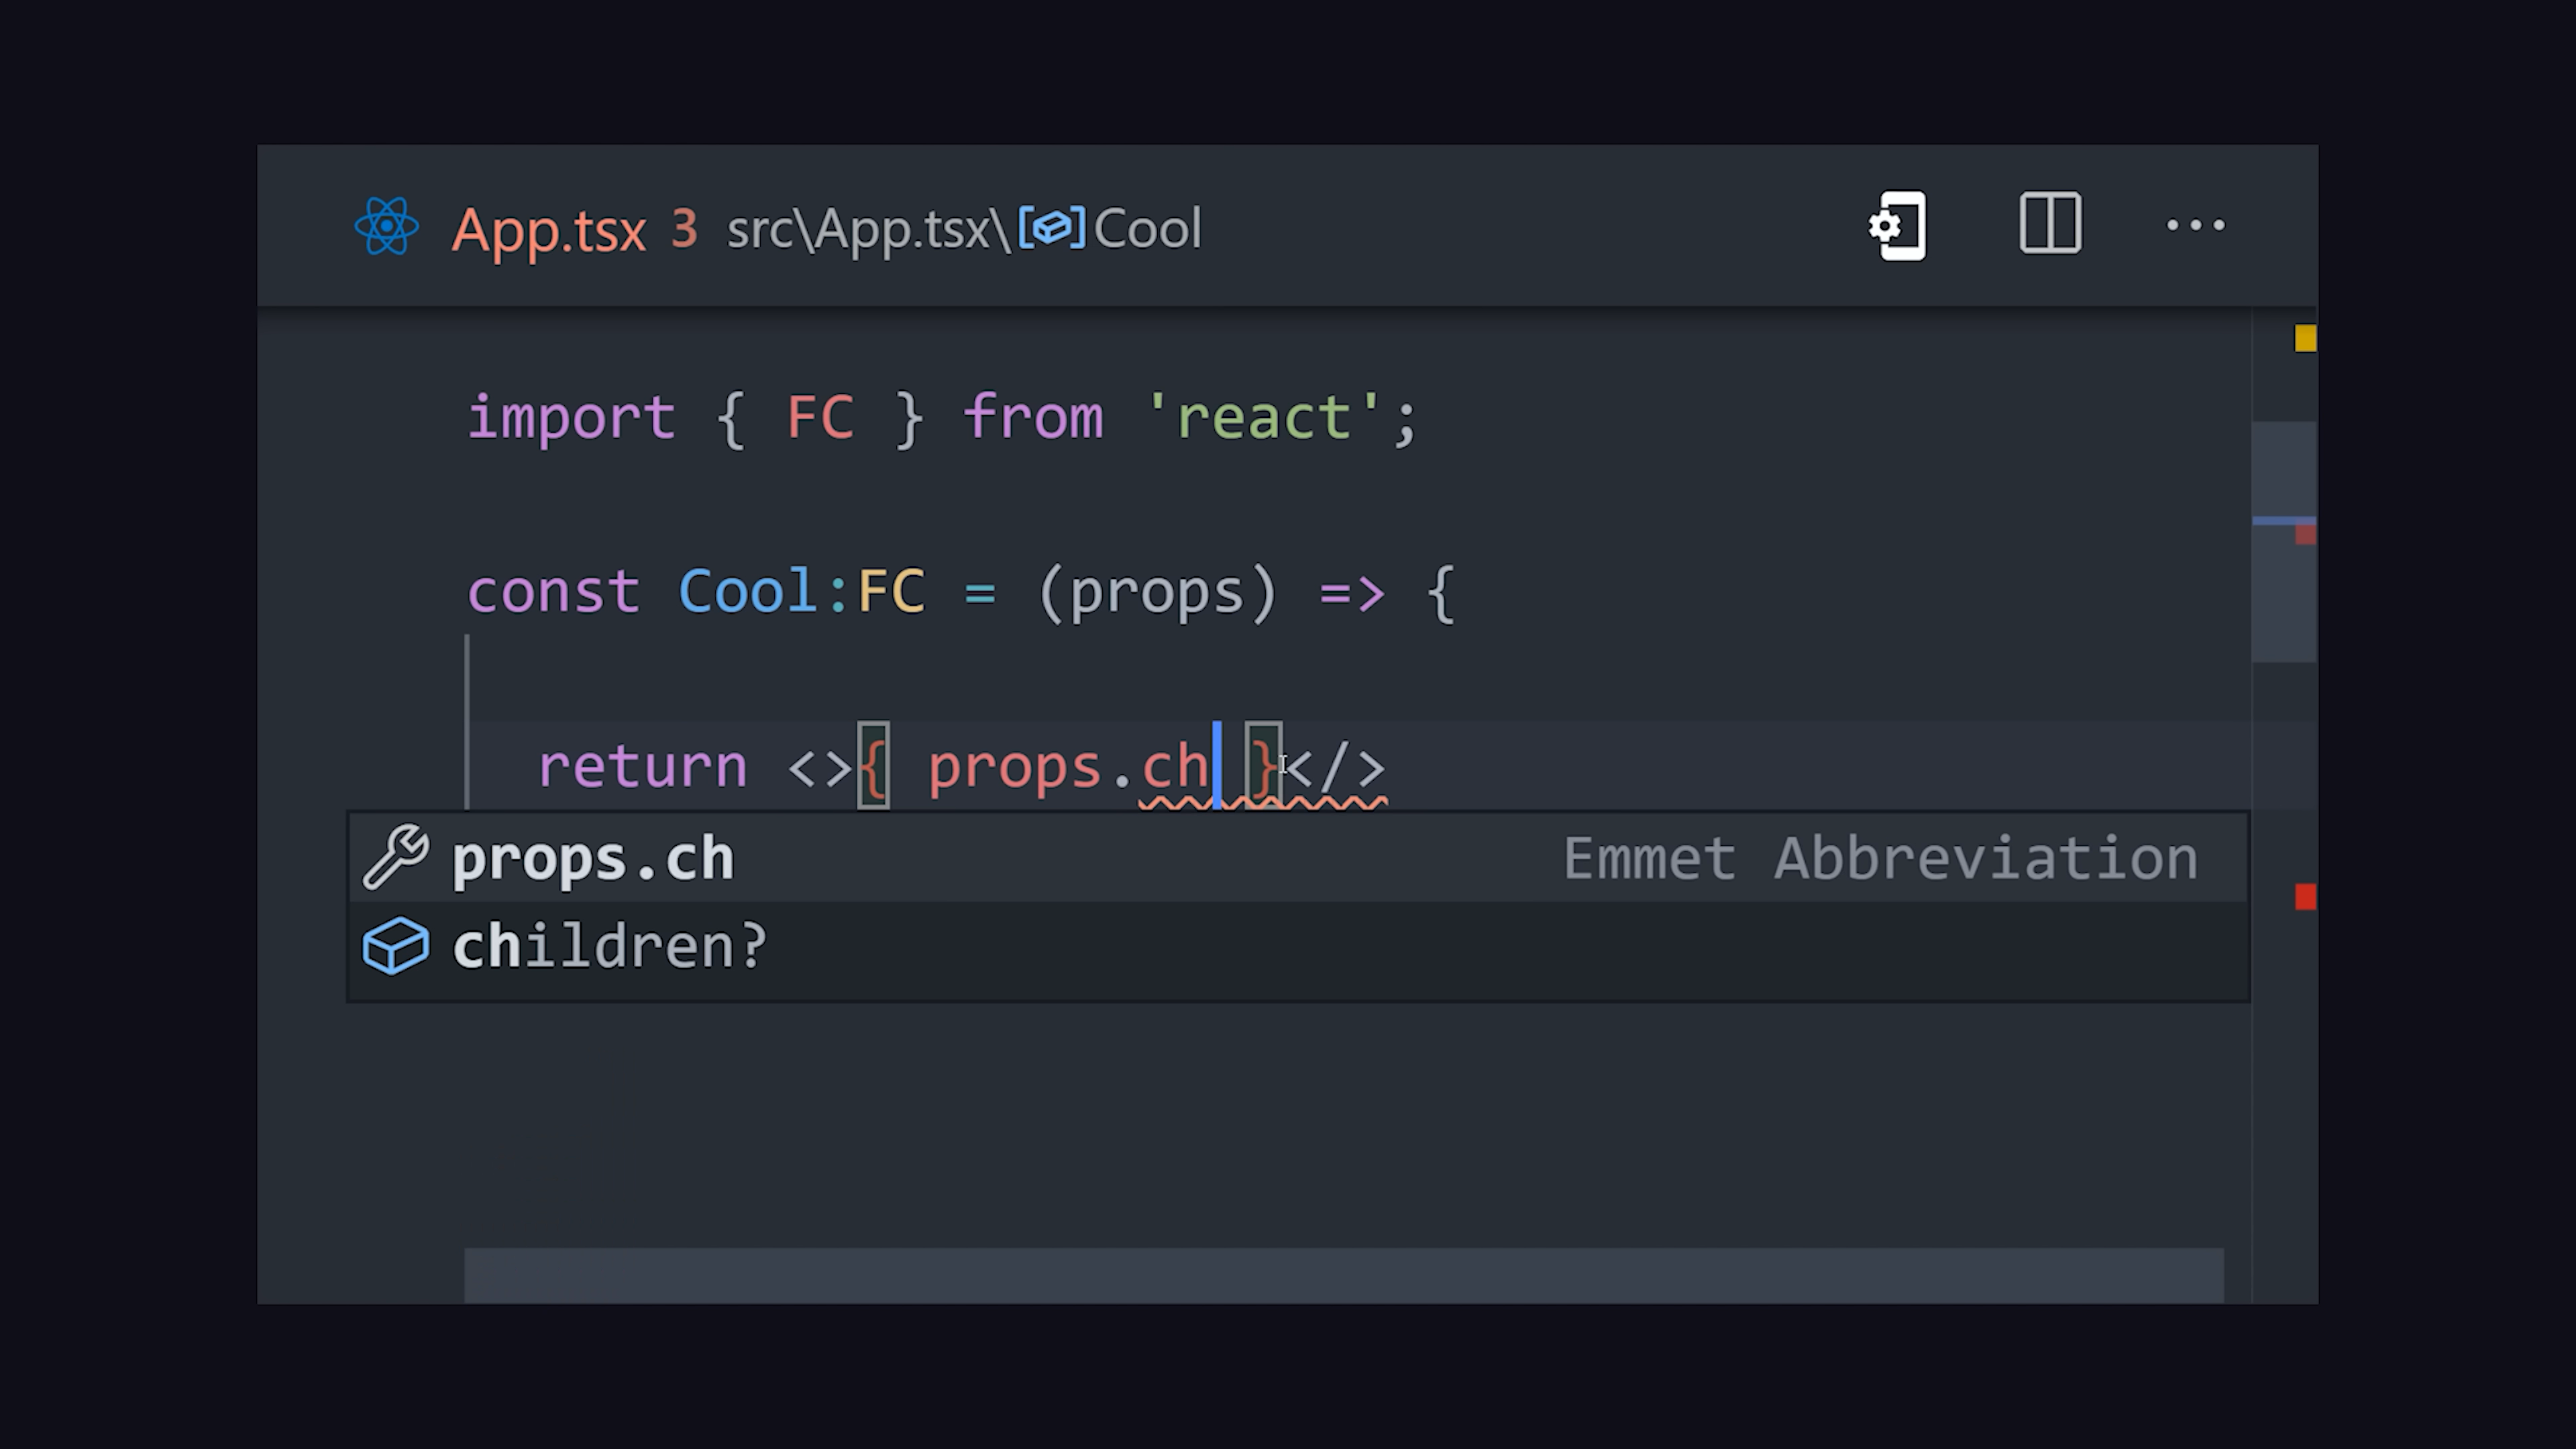 App.tsx 3 src\App.tsx\Cool
import { FC } from 'react';
const Cool:FC = (props) => {
return <>{ props.ch }</>
props.ch Emmet Abbreviation
children?